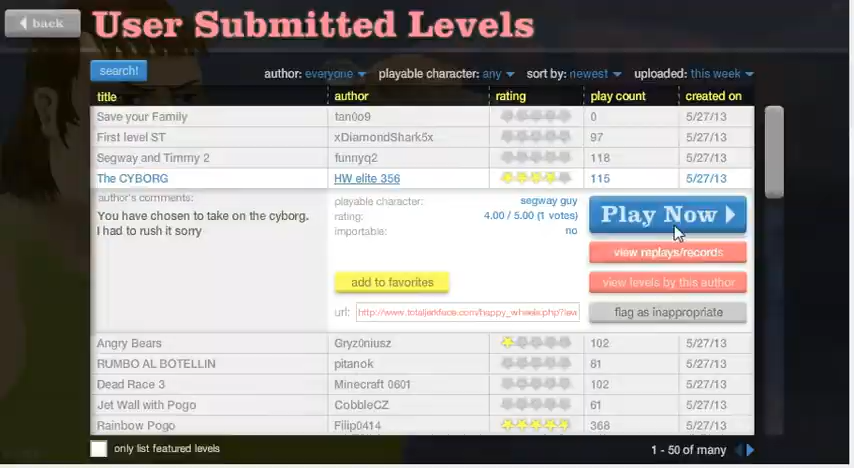 back
User Submitted Levels
search!
author: everyone playable character: any sort by: newest uploaded: this week
title author rating play count created on
Save your Family tan0o9 0 5/27/13
First level ST xDiamondShark5x 97 5/27/13
Segway and Timmy 2 funnyq2 118 5/27/13
The CYBORG HW elite 356 115 5/27/13
author's comments:
You have chosen to take on the cyborg.
I had to rush it sorry
playable character: segway guy
rating: 4.00 / 5.00 (1 votes)
importable: no
add to favorites
url: http://www.totaljerkface.com/happy_wheels.php?lev
Play Now
view replays/records
view levels by this author
flag as inappropriate
Angry Bears Gryz0niusz 102 5/27/13
RUMBO AL BOTELLIN pitanok 81 5/27/13
Dead Race 3 Minecraft 0601 102 5/27/13
Jet Wall with Pogo CobbleCZ 61 5/27/13
Rainbow Pogo Filip0414 368 5/27/13
only list featured levels
1 - 50 of many